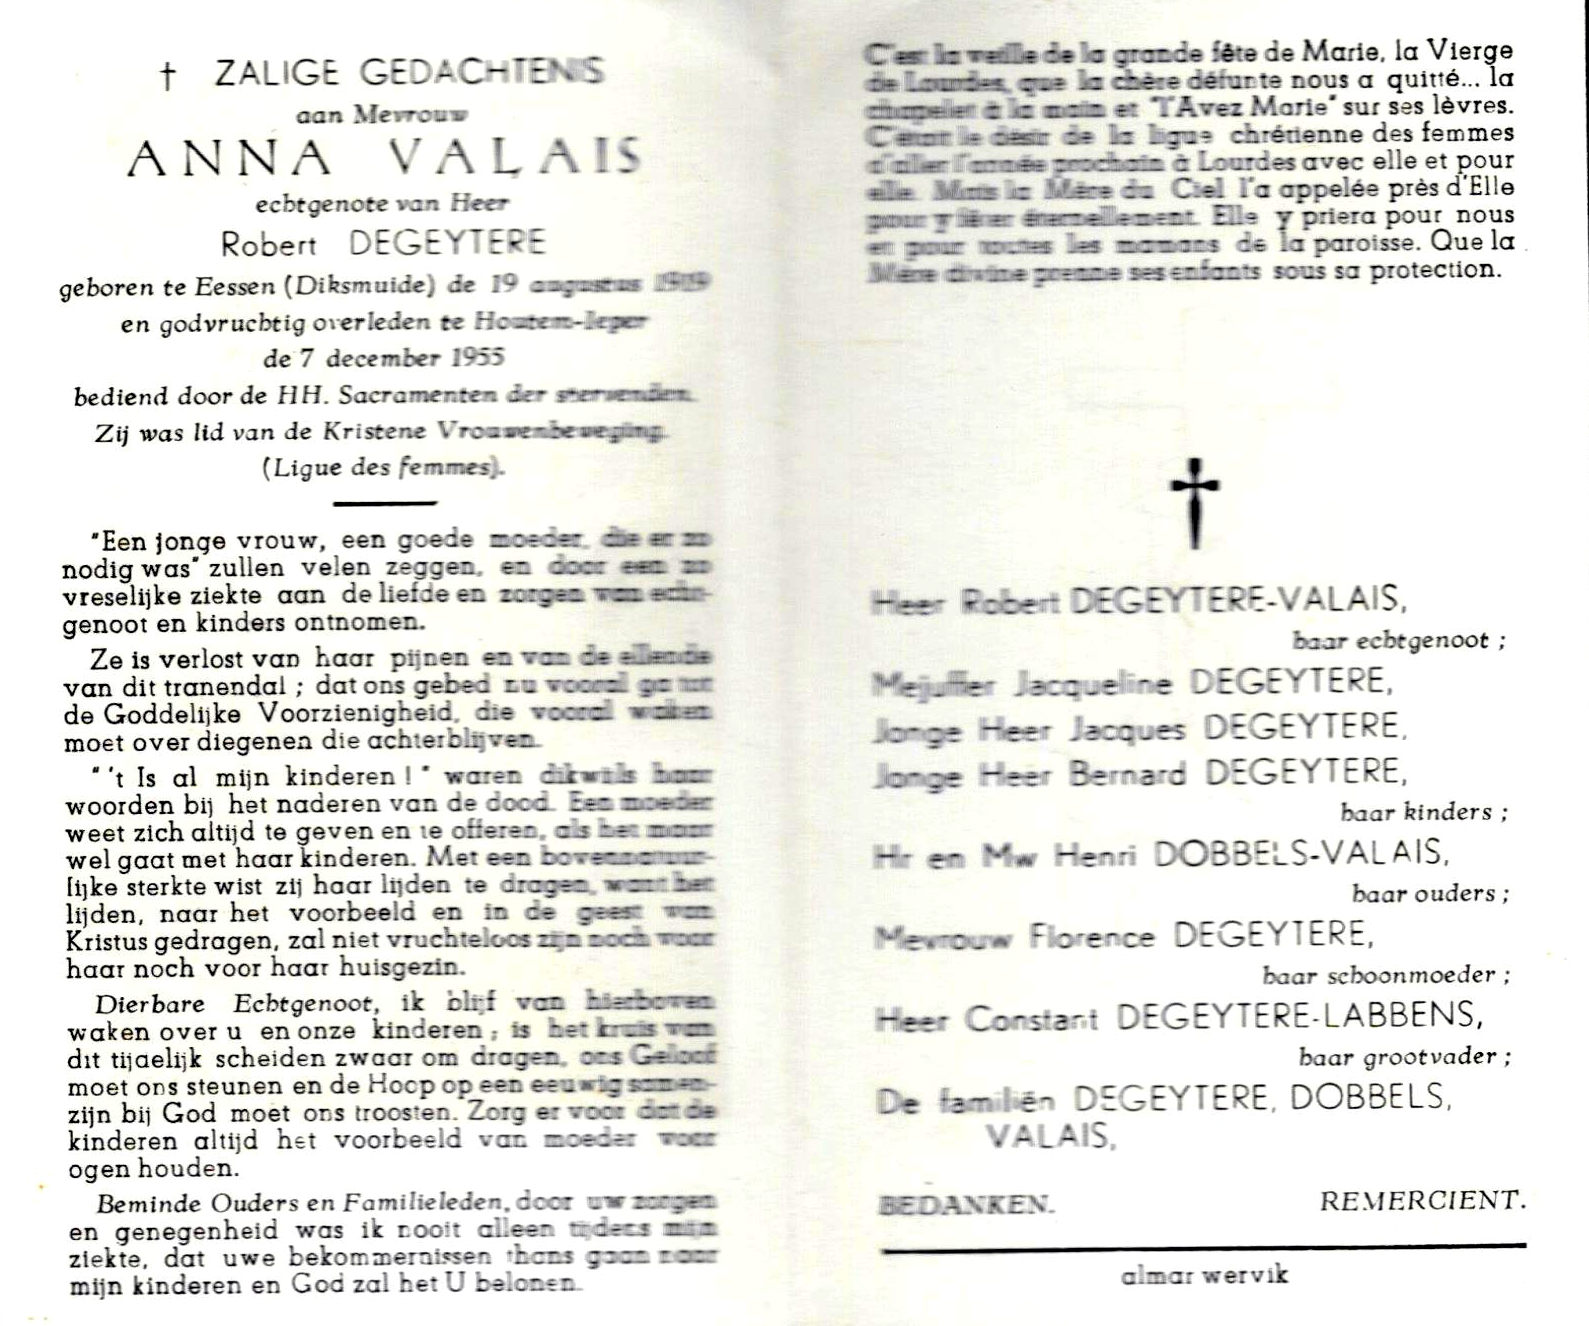 † ZALIGE GEDACHTENIS
aan Mevrouw
ANNA VALAIS
echtgenote van Heer
Robert DEGEYTERE
geboren te Eessen (Diksmuide) de 19 augustus 1919
en godvruchtig overleden te Houtem-Ieper
de 7 december 1955
bediend door de HH. Sacramenten der stervenden.
Zij was lid van de Kristene Vrouwenbeweging.
(Ligue des femmes).
"Een jonge vrouw, een goede moeder, die er zo
nodig was" zullen velen zeggen, en door een zo
vreselijke ziekte aan de liefde en zorgen van echt-
genoot en kinders ontnomen.
Ze is verlost van haar pijnen en van de ellende
van dit tranendal ; dat ons gebed nu vooral ga tot
de Goddelijke Voorzienigheid, die vooral waken
moet over diegenen die achterblijven.
" 't Is al mijn kinderen ! " waren dikwijls haar
woorden bij het naderen van de dood. Een moeder
weet zich altijd te geven en te offeren, als het maar
wel gaat met haar kinderen. Met een bovennatuur-
lijke sterkte wist zij haar lijden te dragen, want het
lijden, naar het voorbeeld en in de geest van
Kristus gedragen, zal niet vruchteloos zijn noch voor
haar noch voor haar huisgezin.
Dierbare Echtgenoot, ik blijf van hierboven
waken over u en onze kinderen ; is het kruis van
dit tijdelijk scheiden zwaar om dragen, ons Geloof
moet ons steunen en de Hoop op een eeuwig samen-
zijn bij God moet ons troosten. Zorg er voor dat de
kinderen altijd het voorbeeld van moeder voor
ogen houden.
Beminde Ouders en Familieleden, door uw zorgen
en genegenheid was ik nooit alleen tijdens mijn
ziekte, dat uwe bekommernissen thans gaan naar
mijn kinderen en God zal het U belonen.
C'est la veille de la grande fête de Marie, la Vierge
de Lourdes, que la chère défunte nous a quitté... la
chapelet à la main et "l'Avez Marie" sur ses lèvres.
C'etait le désir de la ligue chrétienne des femmes
d'aller l'année prochain à Lourdes avec elle et pour
elle. Mais la Mère du Ciel l'a appelée près d'Elle
pour y fêter éternellement. Elle y priera pour nous
et pour toutes les mamans de la paroisse. Que la
Mère divine prenne ses enfants sous sa protection.
†
Heer Robert DEGEYTERE-VALAIS,
haar echtgenoot ;
Mejuffer Jacqueline DEGEYTERE,
Jonge Heer Jacques DEGEYTERE,
Jonge Heer Bernard DEGEYTERE,
haar kinders ;
Hr en Mw Henri DOBBELS-VALAIS,
haar ouders ;
Mevrouw Florence DEGEYTERE,
haar schoonmoeder ;
Heer Constant DEGEYTERE-LABBENS,
haar grootvader ;
De familiën DEGEYTERE, DOBBELS,
VALAIS,
BEDANKEN. REMERCIENT.
almar wervik